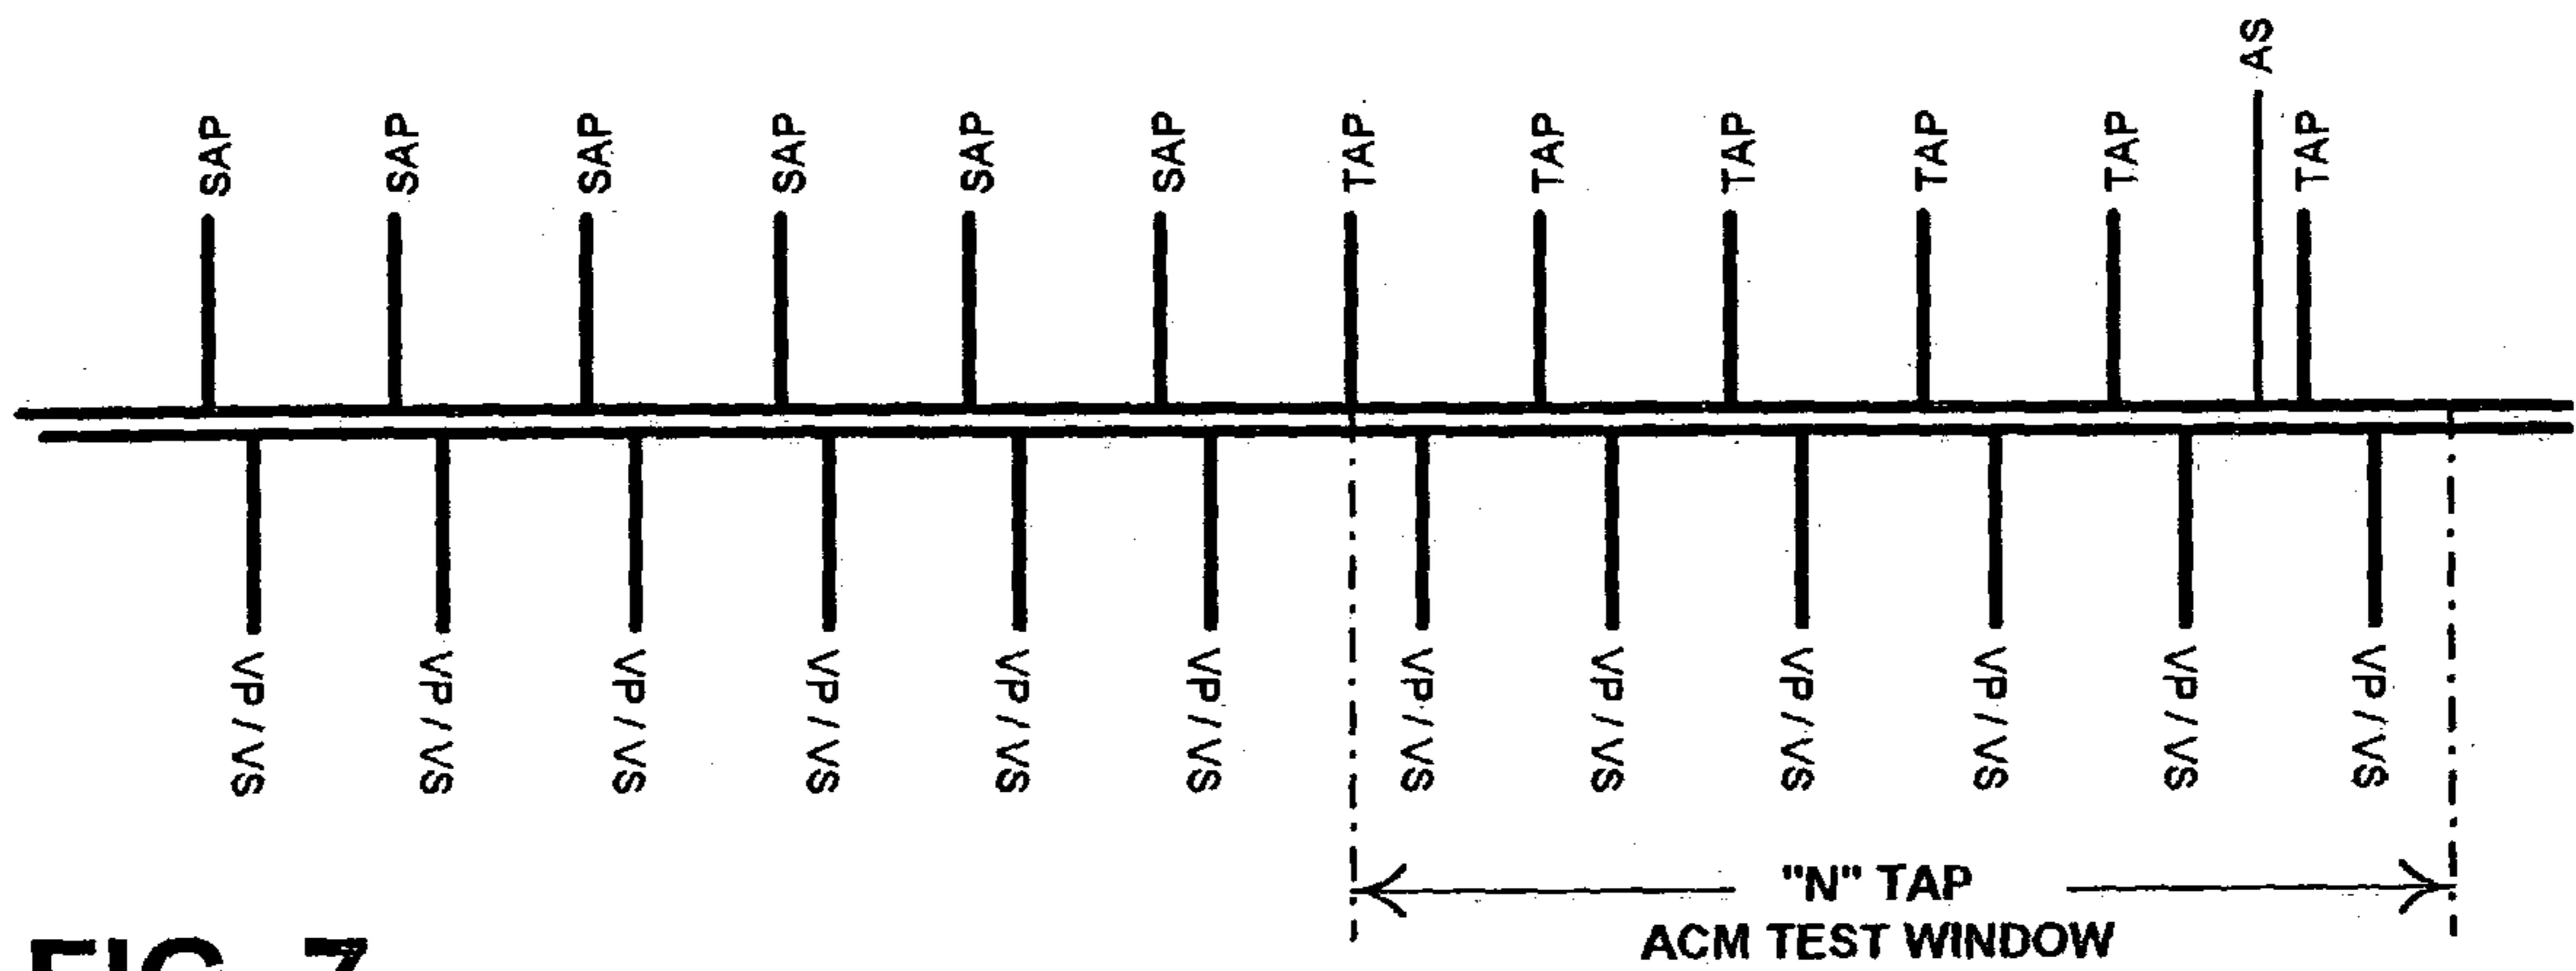 AS
SAP SAP SAP SAP SAP SAP TAP TAP TAP TAP TAP TAP
VP / VS VP / VS VP / VS VP / VS VP / VS VP / VS VP / VS VP / VS VP / VS VP / VS VP / VS VP / VS
"N" TAP
ACM TEST WINDOW
FIG. 7